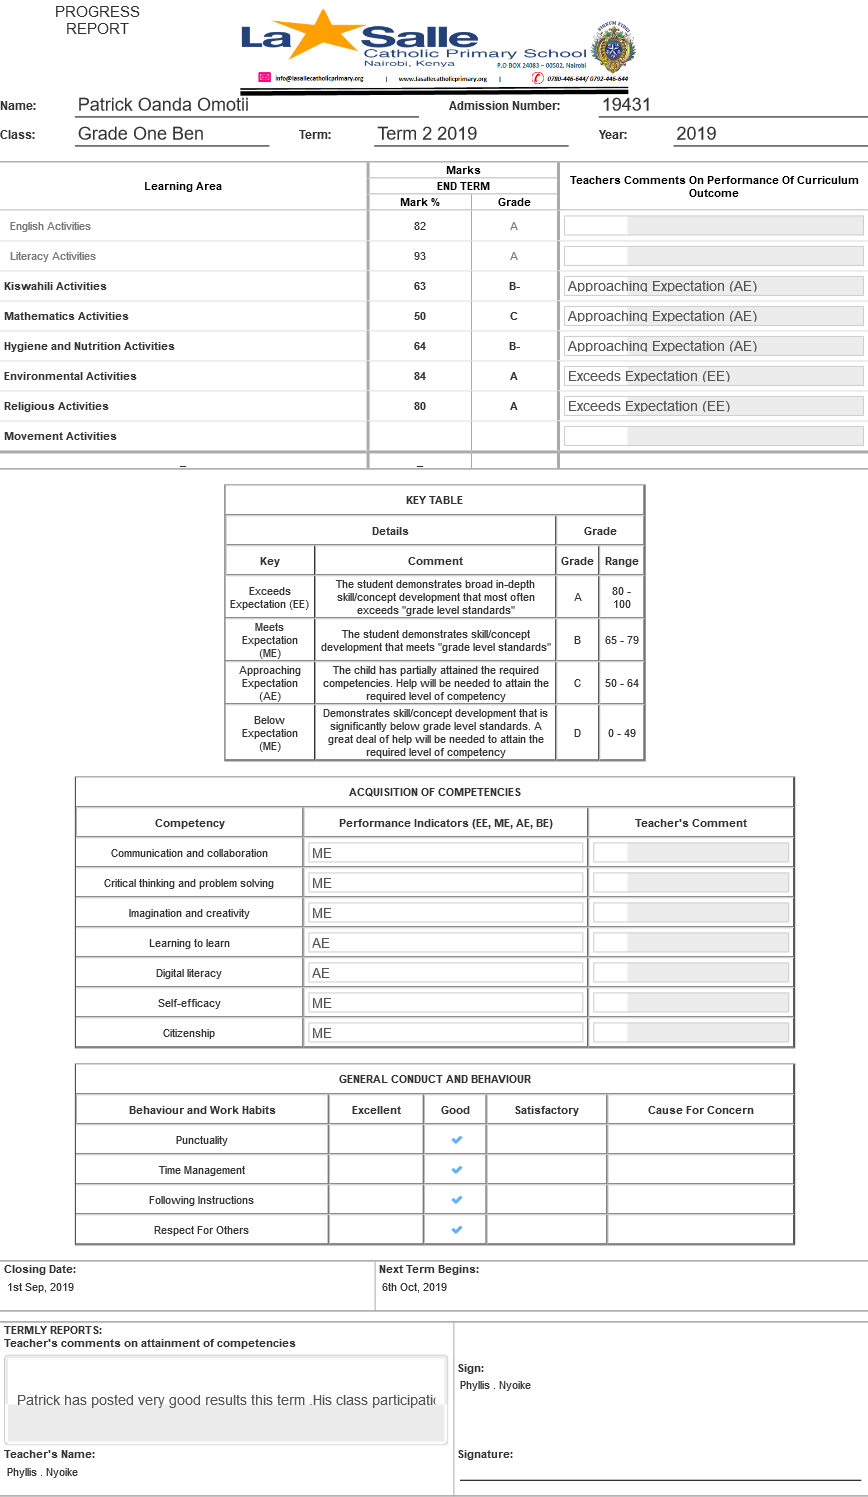 PROGRESS
REPORT
La Salle
Catholic Primary School
Nairobi, Kenya
P.O BOX 24083 – 00502, Nairobi
info@lasallecatholicprimary.org | www.lasallecatholicprimary.org | 0780-446-644/ 0792-446-644
Name: Patrick Oanda Omotii Admission Number: 19431
Class: Grade One Ben Term: Term 2 2019 Year: 2019
Learning Area Marks Teachers Comments On Performance Of Curriculum Outcome
END TERM
Mark % Grade
English Activities 82 A
Literacy Activities 93 A
Kiswahili Activities 63 B- Approaching Expectation (AE)
Mathematics Activities 50 C Approaching Expectation (AE)
Hygiene and Nutrition Activities 64 B- Approaching Expectation (AE)
Environmental Activities 84 A Exceeds Expectation (EE)
Religious Activities 80 A Exceeds Expectation (EE)
Movement Activities
_ _
KEY TABLE
Details Grade
Key Comment Grade Range
Exceeds Expectation (EE) The student demonstrates broad in-depth skill/concept development that most often exceeds "grade level standards" A 80 - 100
Meets Expectation (ME) The student demonstrates skill/concept development that meets "grade level standards" B 65 - 79
Approaching Expectation (AE) The child has partially attained the required competencies. Help will be needed to attain the required level of competency C 50 - 64
Below Expectation (ME) Demonstrates skill/concept development that is significantly below grade level standards. A great deal of help will be needed to attain the required level of competency D 0 - 49
ACQUISITION OF COMPETENCIES
Competency Performance Indicators (EE, ME, AE, BE) Teacher's Comment
Communication and collaboration ME
Critical thinking and problem solving ME
Imagination and creativity ME
Learning to learn AE
Digital literacy AE
Self-efficacy ME
Citizenship ME
GENERAL CONDUCT AND BEHAVIOUR
Behaviour and Work Habits Excellent Good Satisfactory Cause For Concern
Punctuality
Time Management
Following Instructions
Respect For Others
Closing Date: Next Term Begins:
1st Sep, 2019 6th Oct, 2019
TERMLY REPORTS:
Teacher's comments on attainment of competencies
Patrick has posted very good results this term .His class
Sign:
Phyllis . Nyoike
Teacher's Name: Signature:
Phyllis . Nyoike